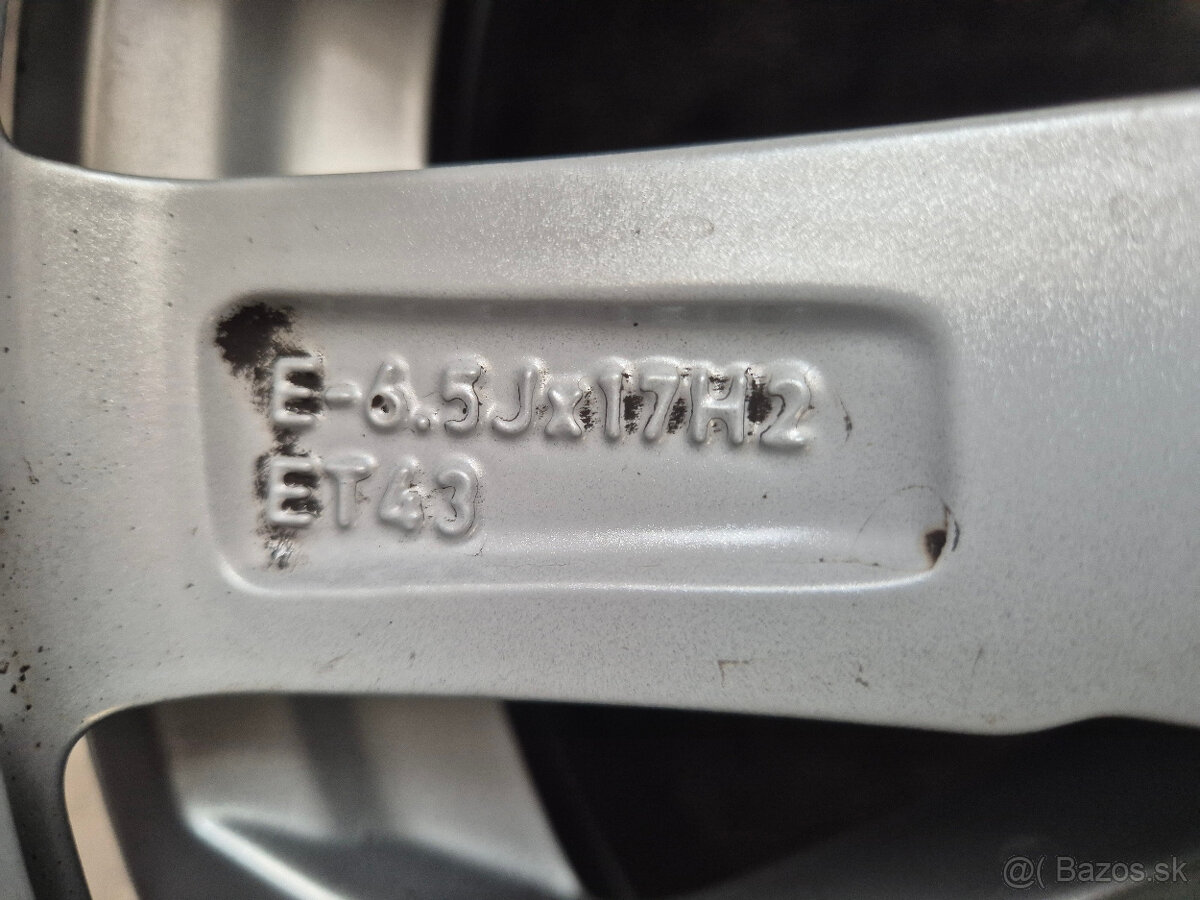 E-6.5Jx17H2
ET43
@( Bazos.sk